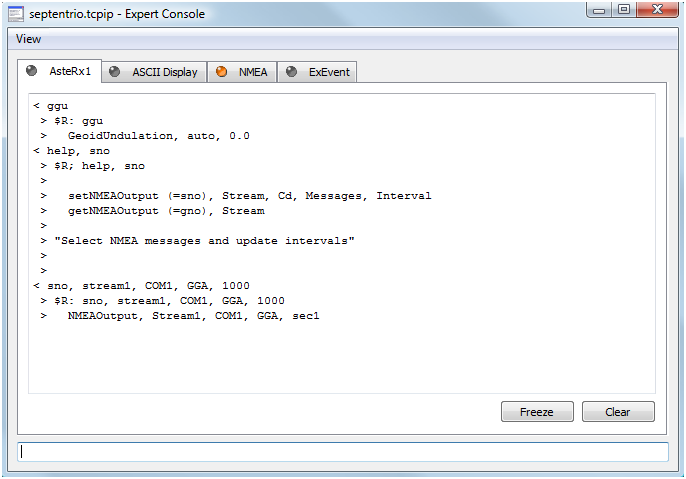 septentrio.tcpip - Expert Console
View
AsteRx1 ASCII Display NMEA ExEvent
< ggu
> $R: ggu
>   GeoidUndulation, auto, 0.0
< help, sno
> $R; help, sno
>
>   setNMEAOutput (=sno), Stream, Cd, Messages, Interval
>   getNMEAOutput (=gno), Stream
>
> "Select NMEA messages and update intervals"
>
>
< sno, stream1, COM1, GGA, 1000
> $R: sno, stream1, COM1, GGA, 1000
>   NMEAOutput, Stream1, COM1, GGA, sec1
Freeze Clear